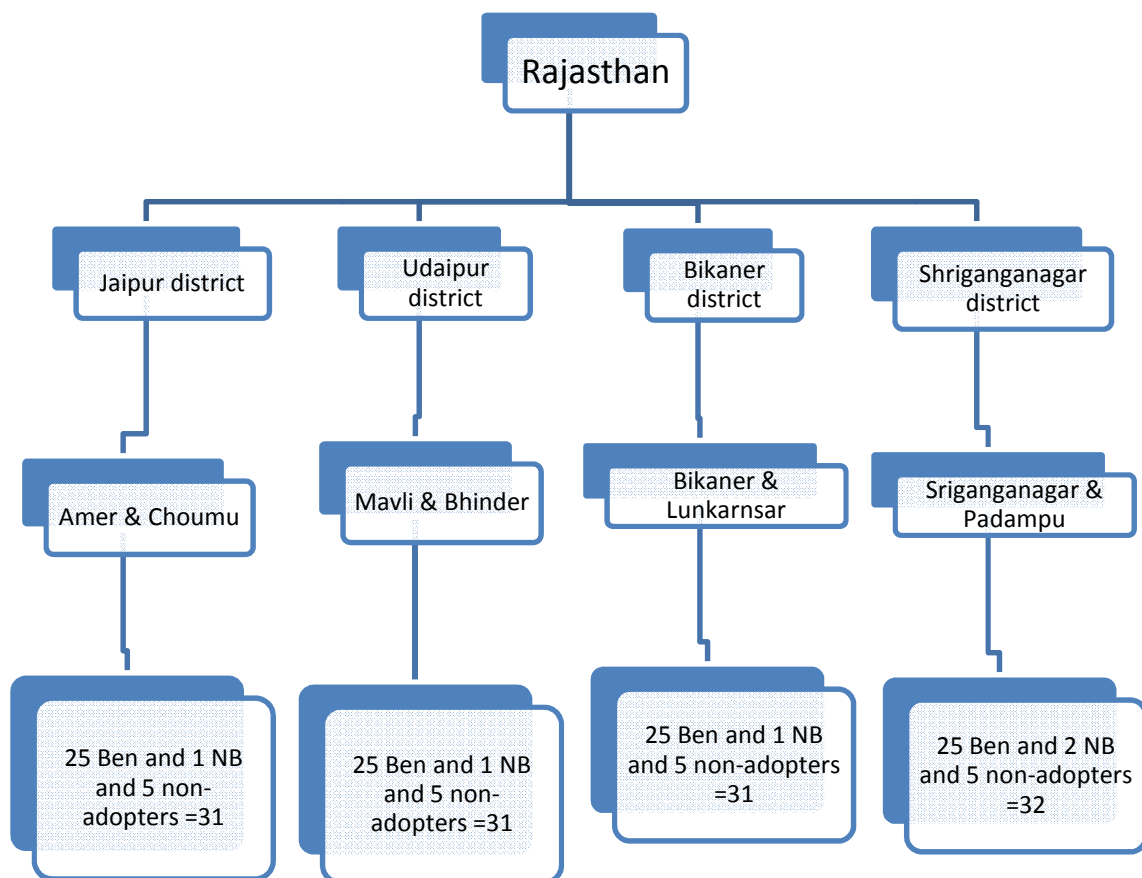 Rajasthan
Jaipur district
Udaipur
district
Bikaner
district
Shriganganagar
district
Amer & Choumu
Mavli & Bhinder
Bikaner &
Lunkarnsar
Sriganganagar &
Padampu
25 Ben and 1 NB
and 5 non-
adopters =31
25 Ben and 1 NB
and 5 non-
adopters =31
25 Ben and 1 NB
and 5 non-adopters
=31
25 Ben and 2 NB
and 5 non-adopters
=32